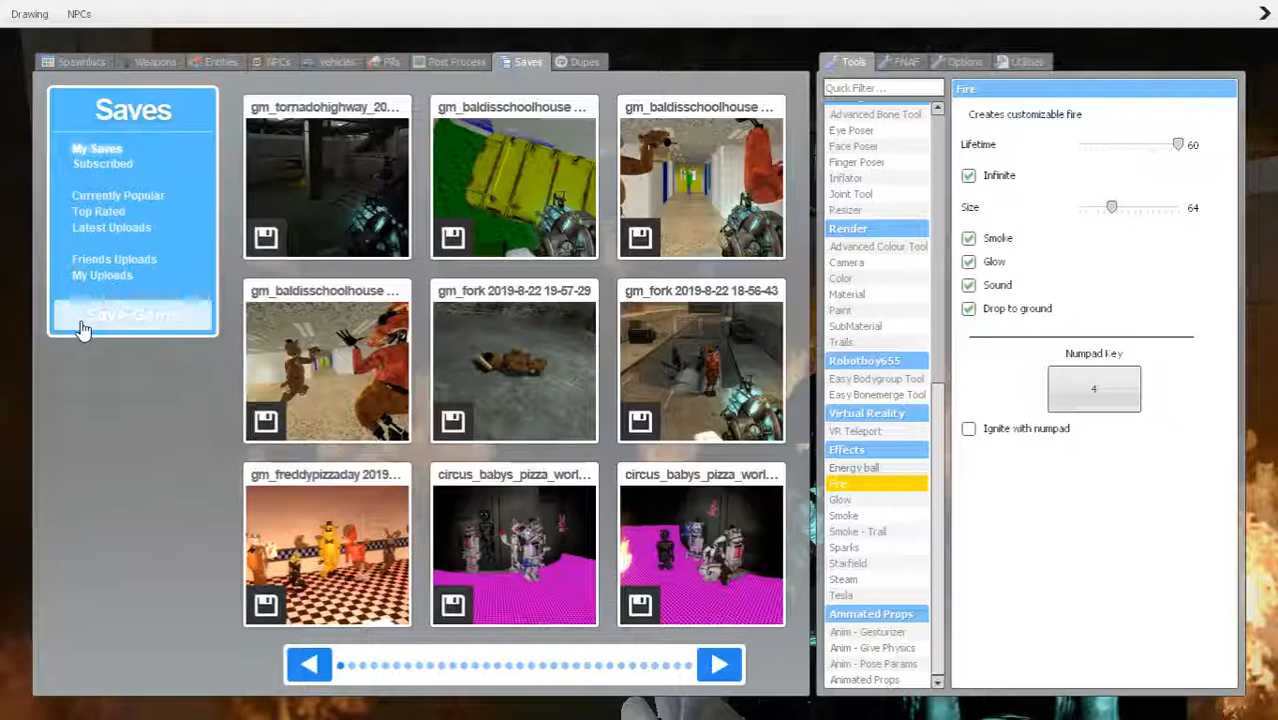 Drawing NPCs
Spawnlists Weapons Entities NPCs Vehicles Pills Post Process Saves Dupes
Tools FNAF Options Utilities
Saves
My Saves
Subscribed
Currently Popular
Top Rated
Latest Uploads
Friends Uploads
My Uploads
Save Game
gm_tornadohighway_20...
gm_baldisschoolhouse ...
gm_baldisschoolhouse ...
gm_baldisschoolhouse ...
gm_fork 2019-8-22 19-57-29
gm_fork 2019-8-22 18-56-43
gm_freddypizzaday 2019...
circus_babys_pizza_worl...
circus_babys_pizza_worl...
Quick Filter...
Advanced Bone Tool
Eye Poser
Face Poser
Finger Poser
Inflator
Joint Tool
Resizer
Render
Advanced Colour Tool
Camera
Color
Material
Paint
SubMaterial
Trails
Robotboy655
Easy Bodygroup Tool
Easy Bonemerge Tool
Virtual Reality
VR Teleport
Effects
Energy ball
Fire
Glow
Smoke
Smoke - Trail
Sparks
Starfield
Steam
Tesla
Animated Props
Anim - Gesturizer
Anim - Give Physics
Anim - Pose Params
Animated Props
Fire
Creates customizable fire
Lifetime 60
Infinite
Size 64
Smoke
Glow
Sound
Drop to ground
Numpad Key
4
Ignite with numpad